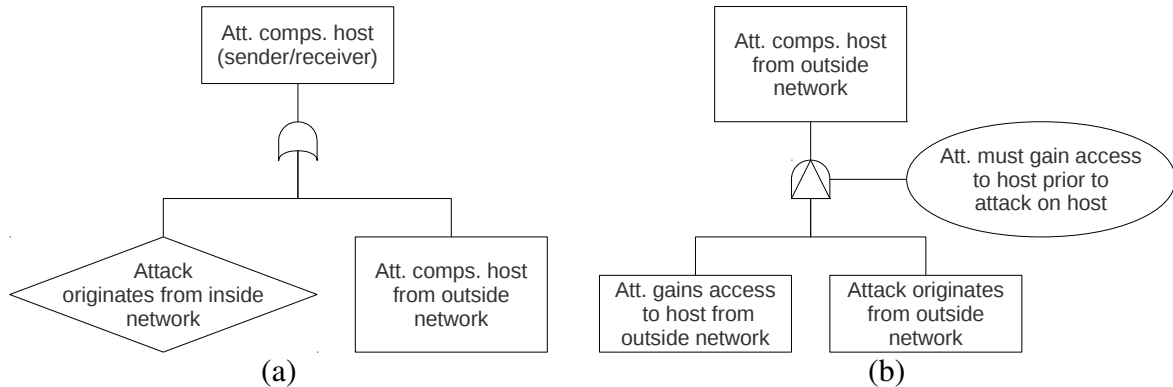 Att. comps. host
(sender/receiver)
Attack
originates from inside
network
Att. comps. host
from outside
network
(a)
Att. comps. host
from outside
network
Att. must gain access
to host prior to
attack on host
Att. gains access
to host from
outside network
Attack originates
from outside
network
(b)